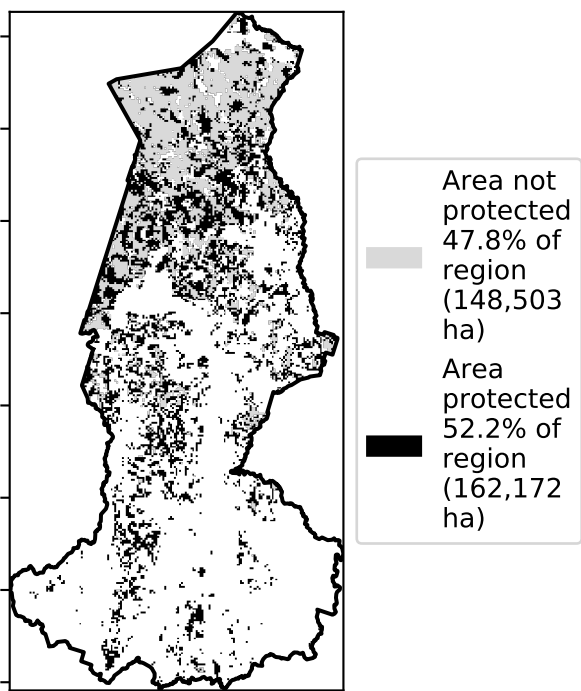 Area not
protected
47.8% of
region
(148,503
ha)
Area
protected
52.2% of
region
(162,172
ha)